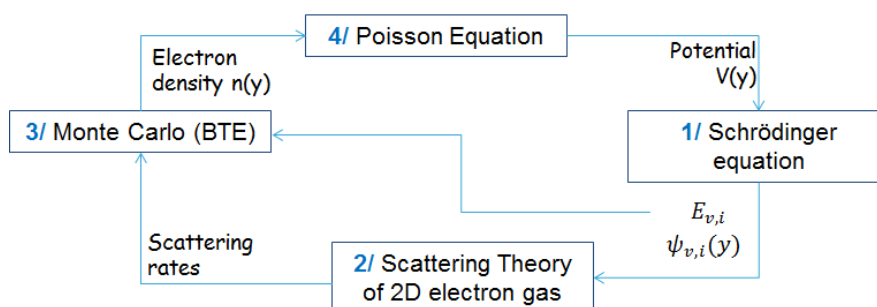 4/ Poisson Equation
Electron
density n(y)
Potential
V(y)
3/ Monte Carlo (BTE)
1/ Schrödinger
equation
E_{v,i}
ψ_{v,i}(y)
Scattering
rates
2/ Scattering Theory
of 2D electron gas